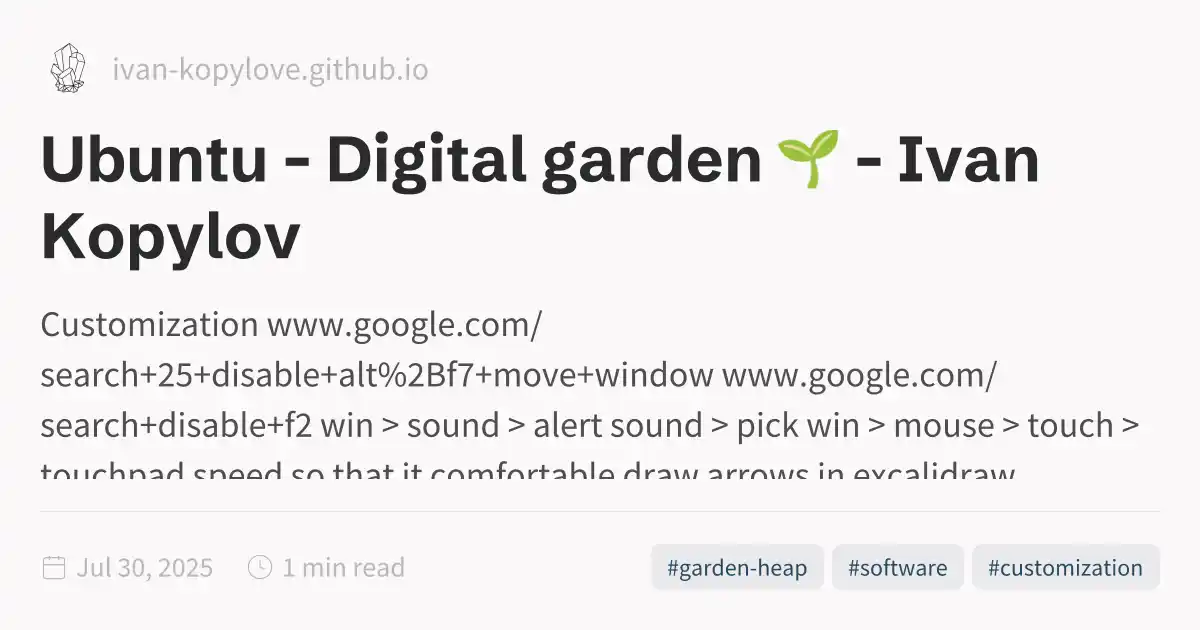 ivan-kopylove.github.io
Ubuntu - Digital garden 🌱 - Ivan
Kopylov
Customization www.google.com/
search+25+disable+alt%2Bf7+move+window www.google.com/
search+disable+f2 win > sound > alert sound > pick win > mouse > touch >
touchpad speed so that it comfortable draw arrows in excalidraw
Jul 30, 2025 1 min read #garden-heap #software #customization